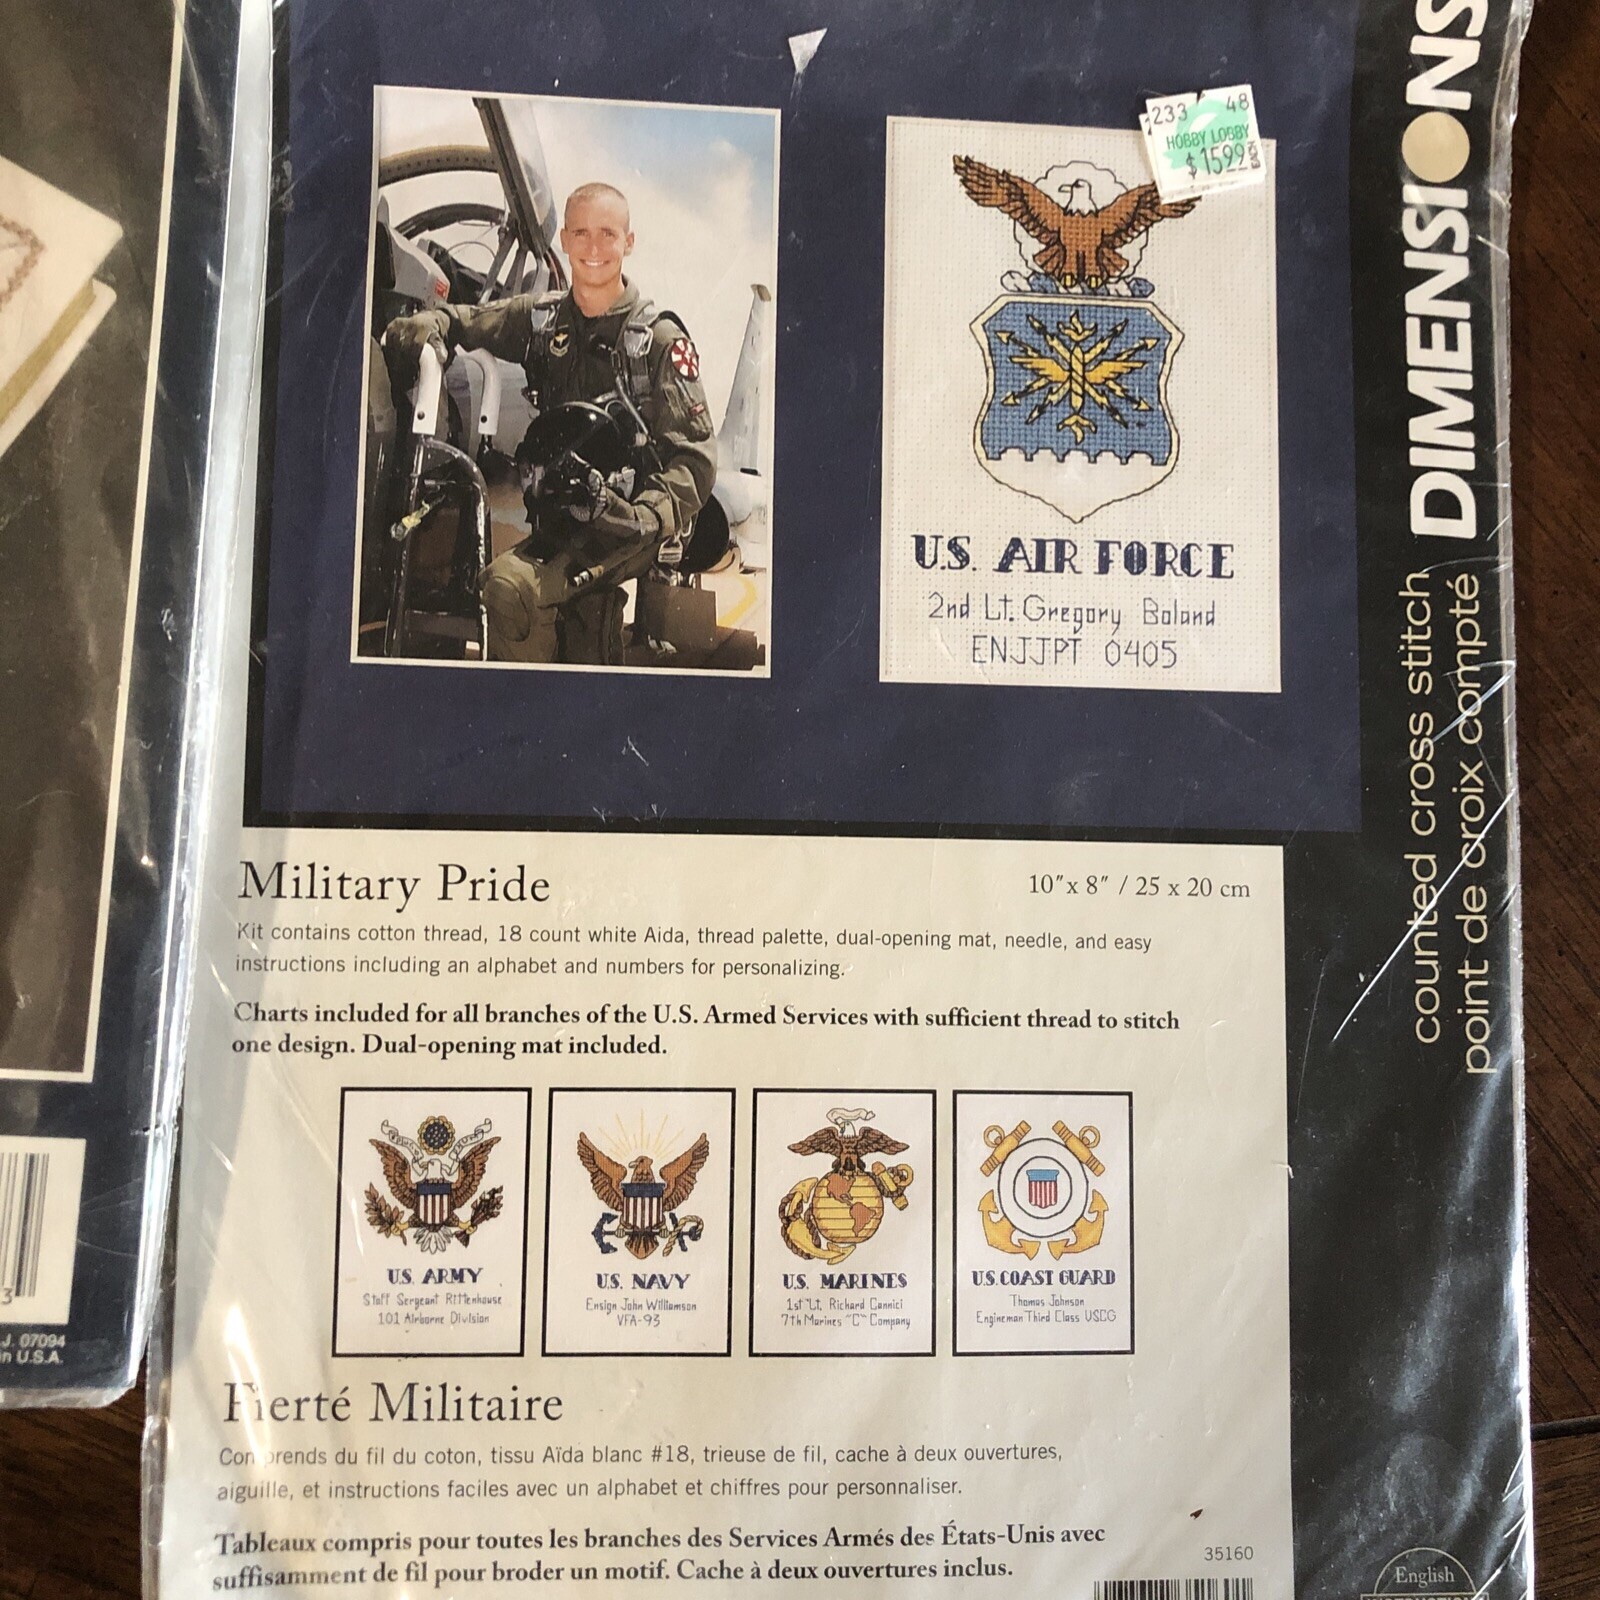 233 48
HOBBY LOBBY
$15.99 EACH
U.S. AIR FORCE
2nd Lt. Gregory Boland
ENJJPT 0405
DIMENSIONS
counted cross stitch
point de croix compté
Military Pride
10"x 8" / 25 x 20 cm
Kit contains cotton thread, 18 count white Aida, thread palette, dual-opening mat, needle, and easy
instructions including an alphabet and numbers for personalizing.
Charts included for all branches of the U.S. Armed Services with sufficient thread to stitch
one design. Dual-opening mat included.
U.S. ARMY
Staff Sergeant Rittenhouse
101 Airborne Division
U.S. NAVY
Ensign John Williamson
VFA-93
U.S. MARINES
1st Lt. Richard Cannici
7th Marines "C" Company
U.S. COAST GUARD
Thomas Johnson
Engineman Third Class USCG
Fierté Militaire
Comprends du fil du coton, tissu Aïda blanc #18, trieuse de fil, cache à deux ouvertures,
aiguille, et instructions faciles avec un alphabet et chiffres pour personnaliser.
Tableaux compris pour toutes les branches des Services Armés des États-Unis avec
suffisamment de fil pour broder un motif. Cache à deux ouvertures inclus.
35160
English
3
J. 07094
in U.S.A.